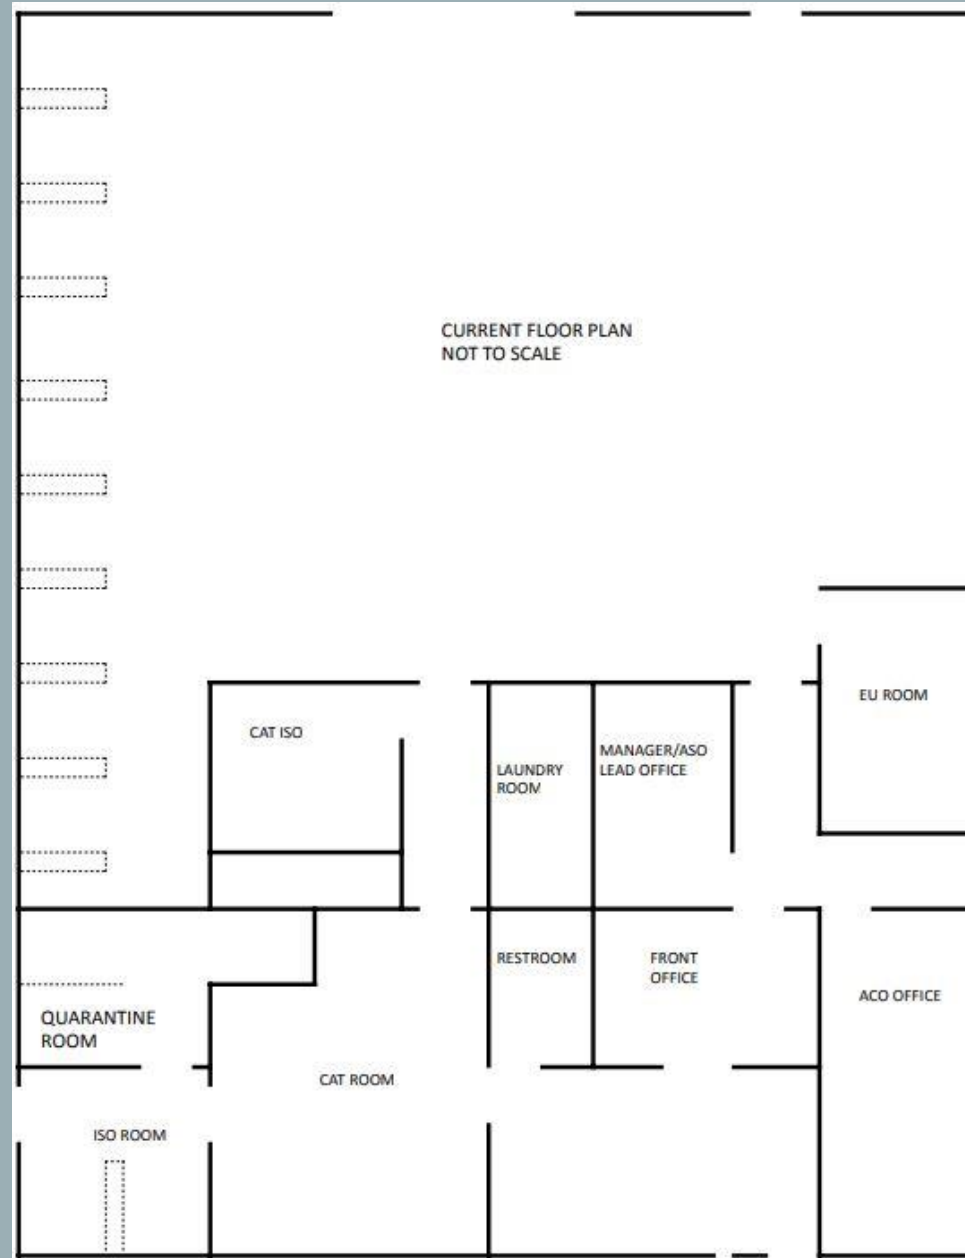 CURRENT FLOOR PLAN
NOT TO SCALE
EU ROOM
CAT ISO
MANAGER/ASO
LEAD OFFICE
LAUNDRY
ROOM
RESTROOM
FRONT
OFFICE
ACO OFFICE
QUARANTINE
ROOM
CAT ROOM
ISO ROOM